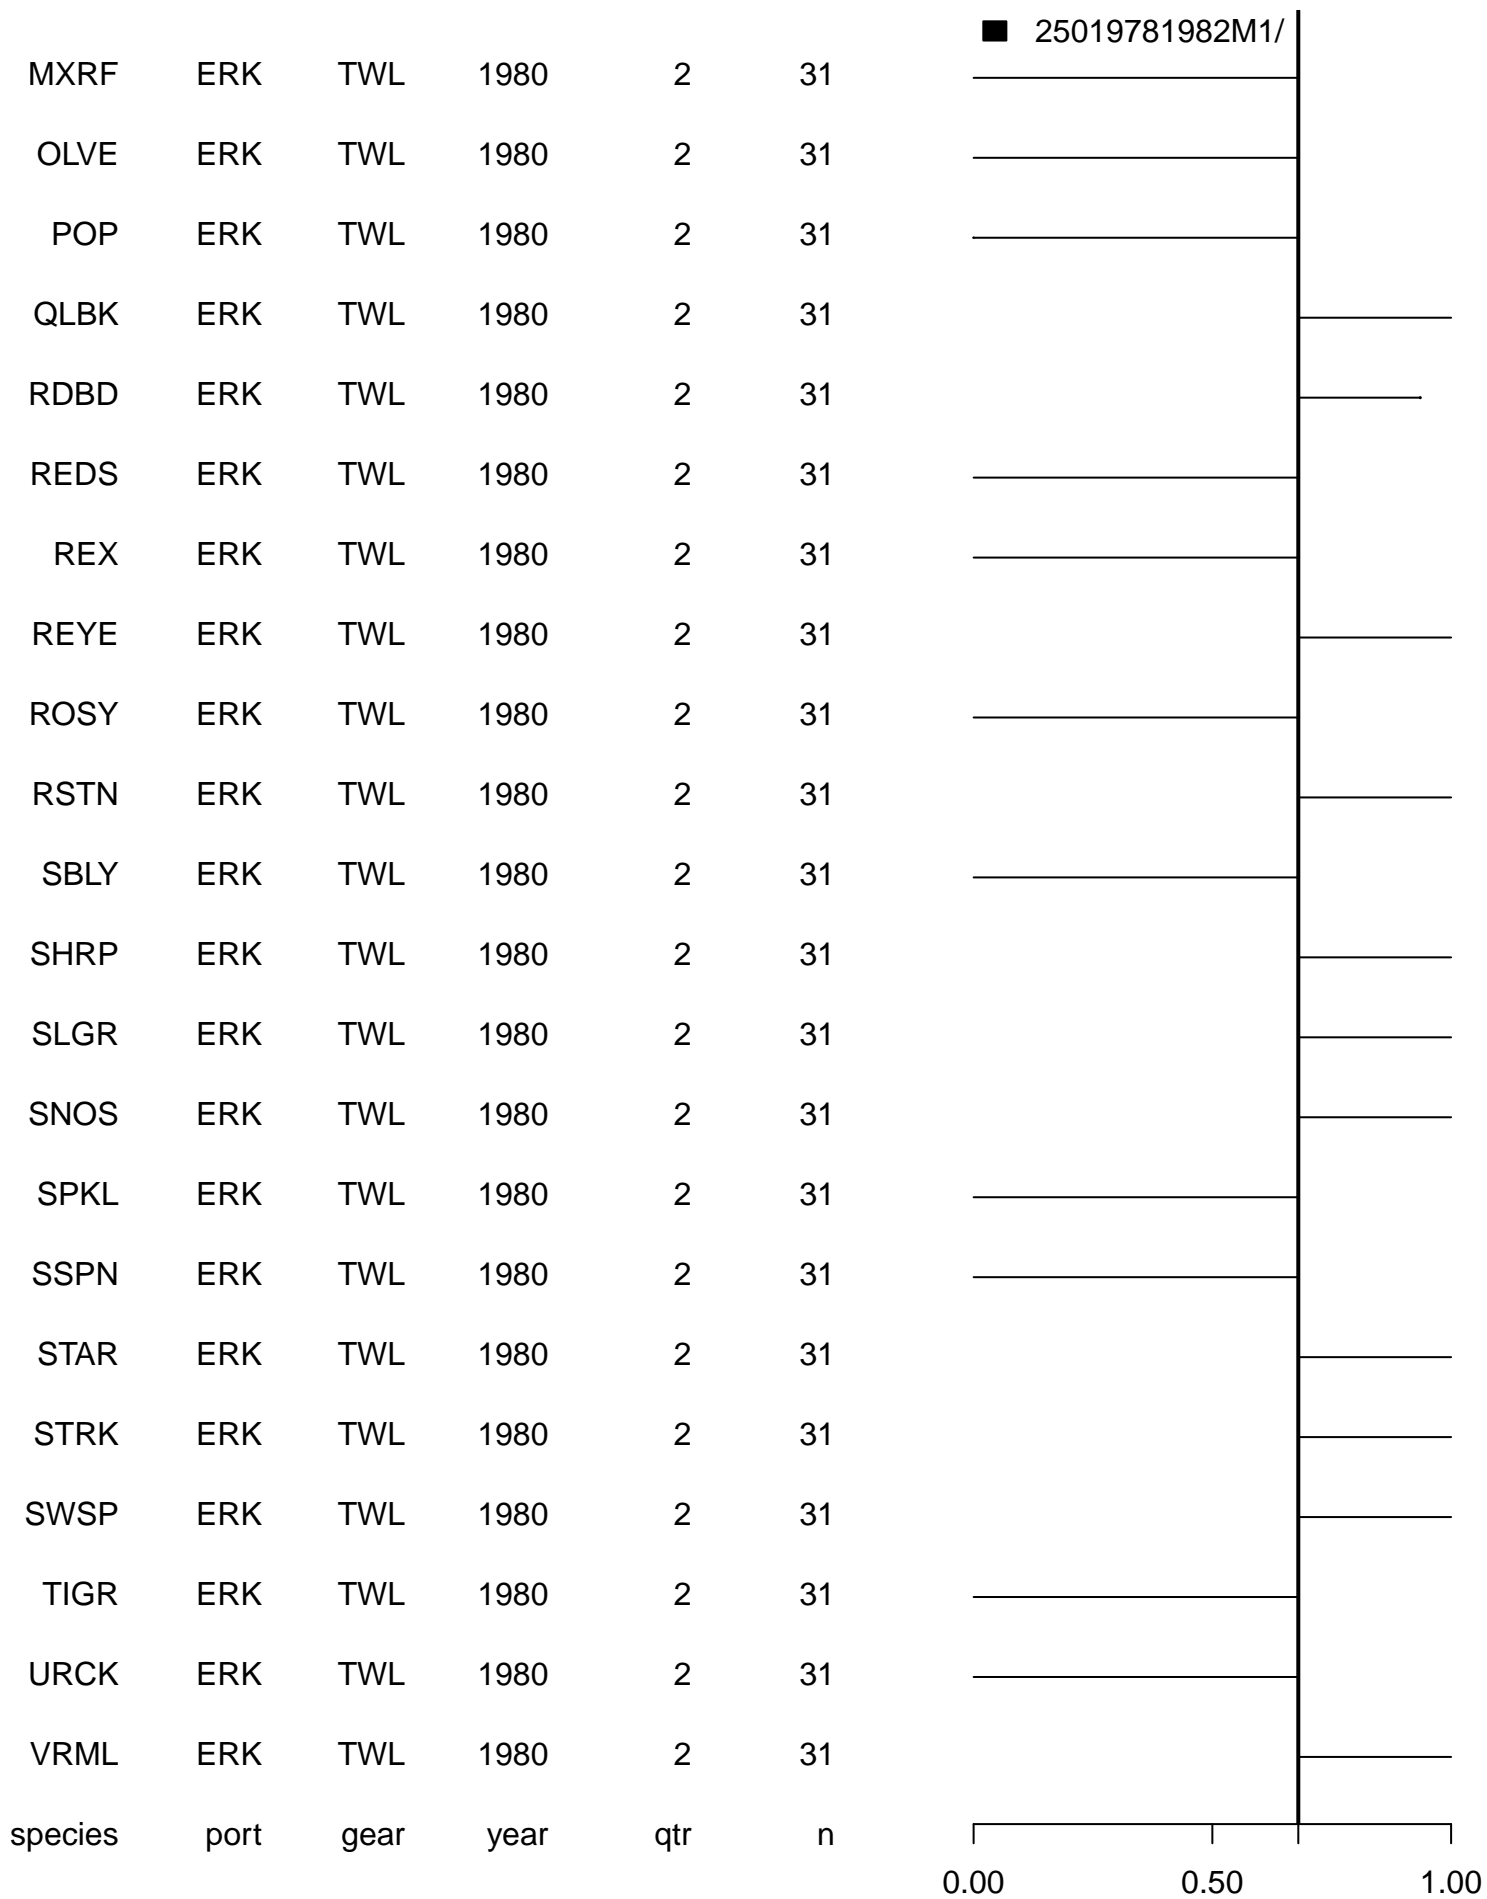 25019781982M1/
MXRF ERK TWL 1980 2 31
OLVE ERK TWL 1980 2 31
POP ERK TWL 1980 2 31
QLBK ERK TWL 1980 2 31
RDBD ERK TWL 1980 2 31
REDS ERK TWL 1980 2 31
REX ERK TWL 1980 2 31
REYE ERK TWL 1980 2 31
ROSY ERK TWL 1980 2 31
RSTN ERK TWL 1980 2 31
SBLY ERK TWL 1980 2 31
SHRP ERK TWL 1980 2 31
SLGR ERK TWL 1980 2 31
SNOS ERK TWL 1980 2 31
SPKL ERK TWL 1980 2 31
SSPN ERK TWL 1980 2 31
STAR ERK TWL 1980 2 31
STRK ERK TWL 1980 2 31
SWSP ERK TWL 1980 2 31
TIGR ERK TWL 1980 2 31
URCK ERK TWL 1980 2 31
VRML ERK TWL 1980 2 31
species port gear year qtr n
0.00 0.50 1.00